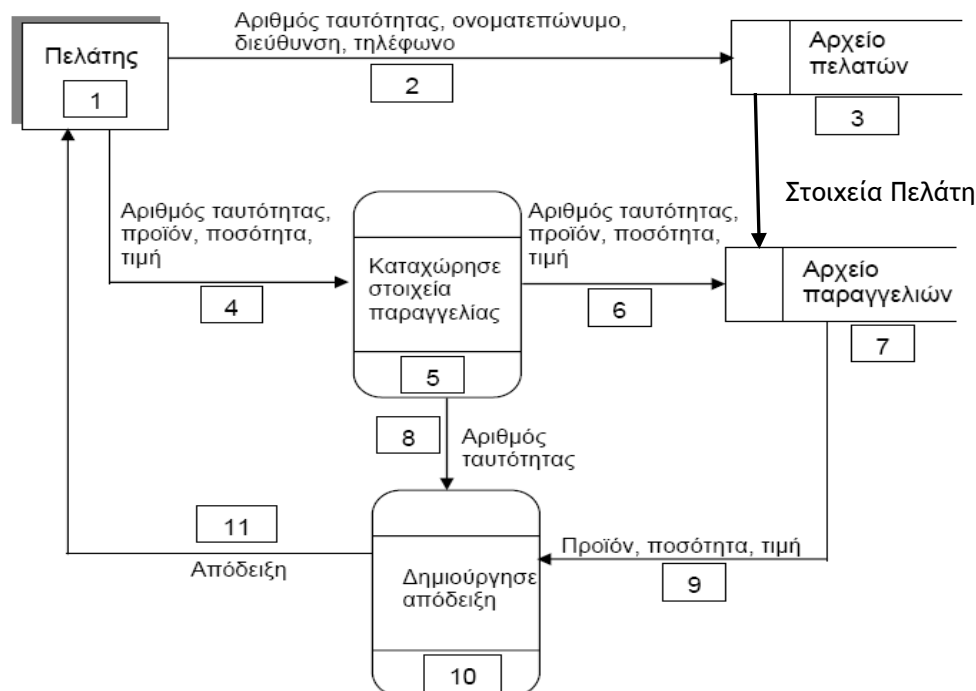 Πελάτης
1
Αριθμός ταυτότητας, ονοματεπώνυμο,
διεύθυνση, τηλέφωνο
2
Αρχείο
πελατών
3
Στοιχεία Πελάτη
Αριθμός ταυτότητας,
προϊόν, ποσότητα,
τιμή
4
Καταχώρησε
στοιχεία
παραγγελίας
5
Αριθμός ταυτότητας,
προϊόν, ποσότητα,
τιμή
6
Αρχείο
παραγγελιών
7
8
Αριθμός
ταυτότητας
Προϊόν, ποσότητα, τιμή
9
Δημιούργησε
απόδειξη
10
11
Απόδειξη